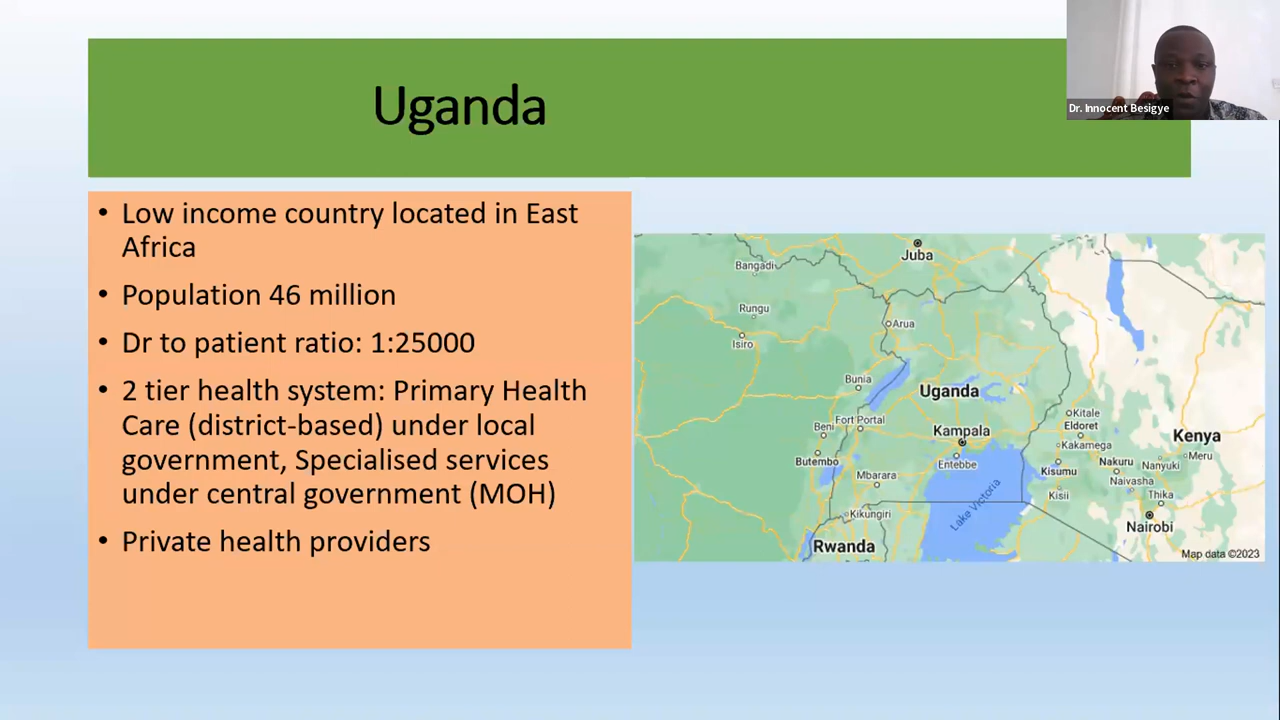 Uganda
Dr. Innocent Besigye
• Low income country located in East
Africa
• Population 46 million
• Dr to patient ratio: 1:25000
• 2 tier health system: Primary Health
Care (district-based) under local
government, Specialised services
under central government (MOH)
• Private health providers
Juba
Bangadi
Rungu
Isiro
Arua
Bunia
Uganda
Fort Portal
Beni
Kampala
Butembo
Entebbe
Mbarara
Kitale
Eldoret
Kakamega
Kenya
Meru
Kisumu
Nakuru
Nanyuki
Naivasha
Kisii
Thika
Kikungiri
Lake Victoria
Nairobi
Rwanda
Map data ©2023